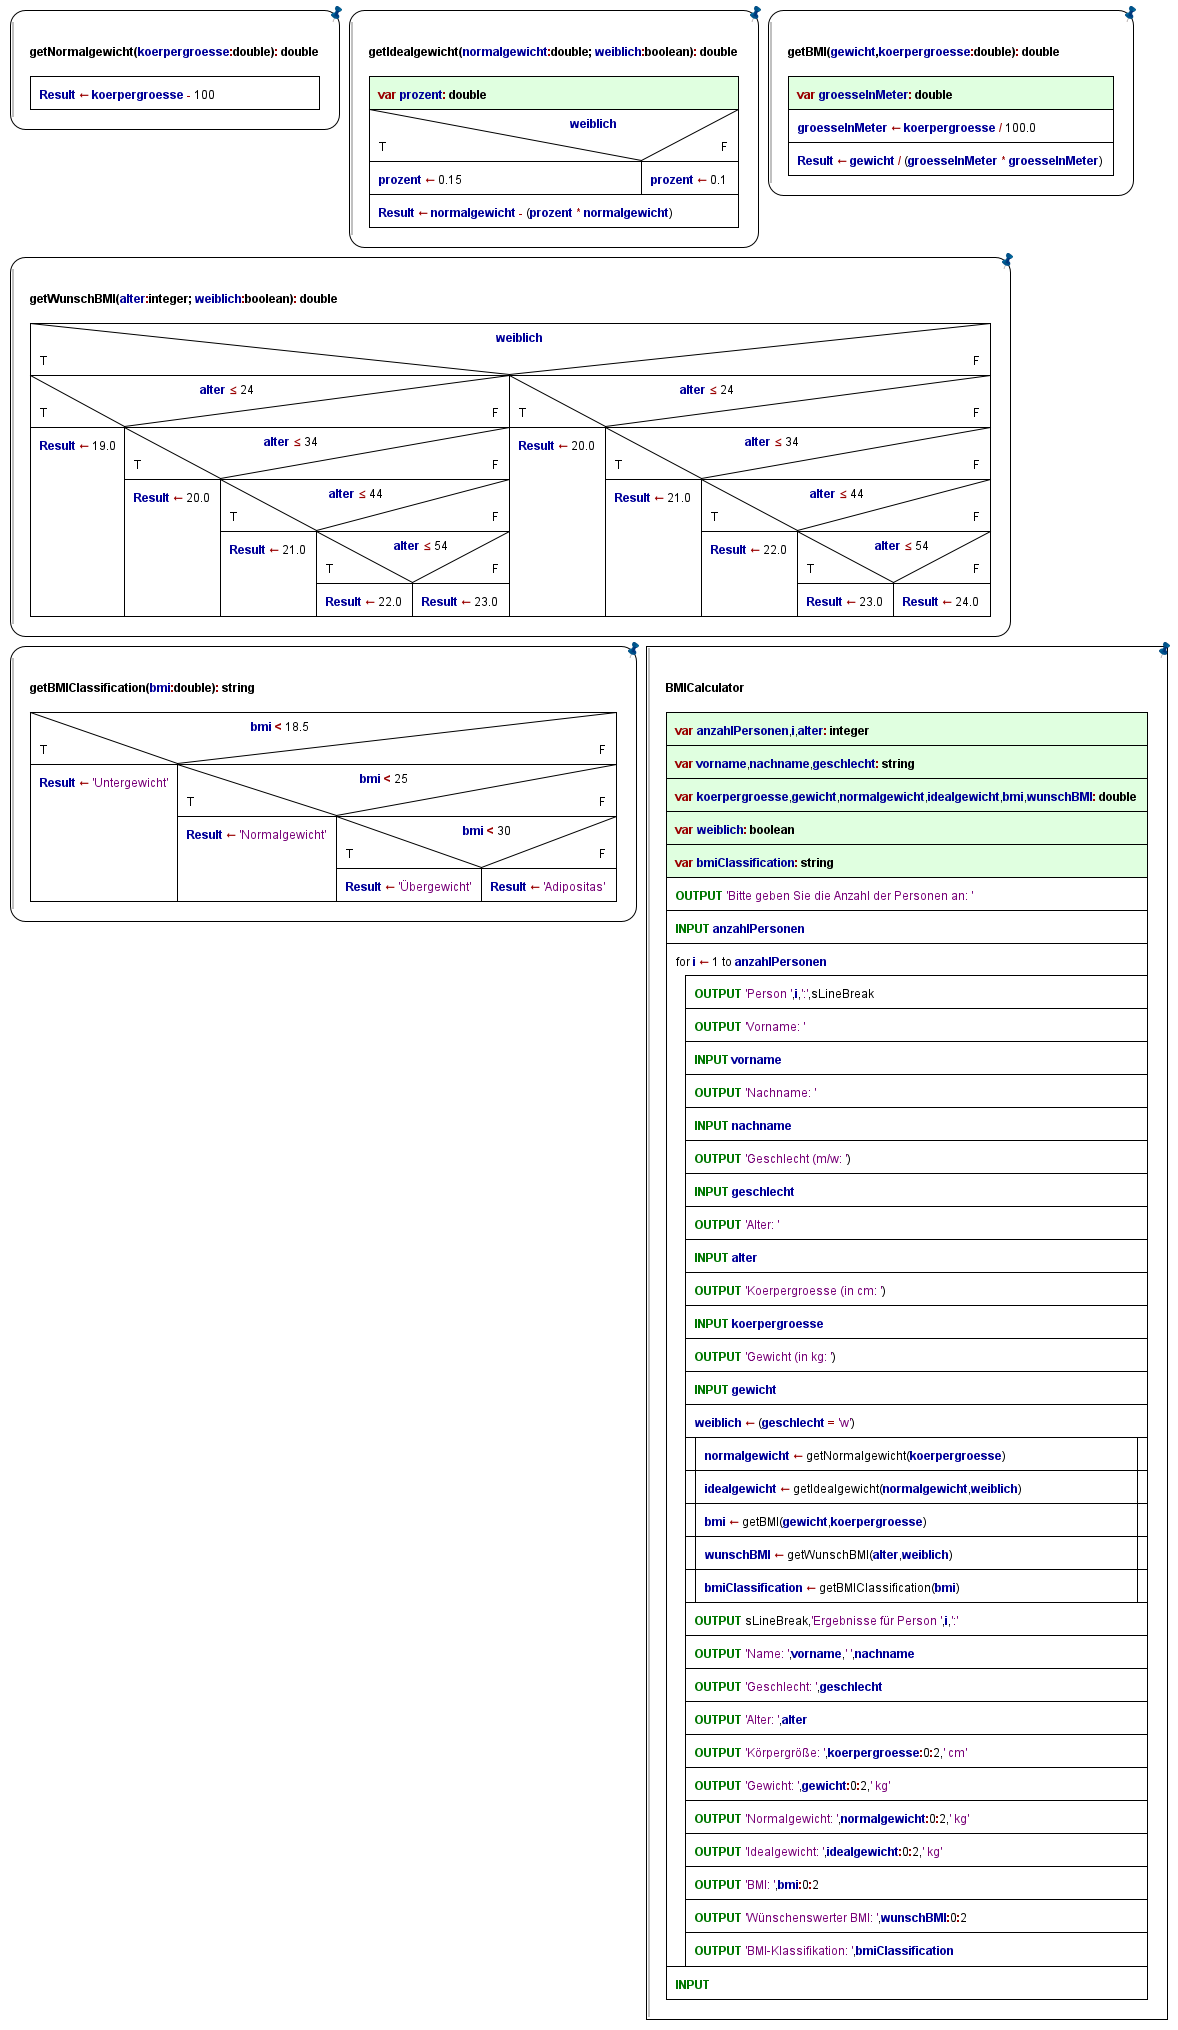 getNormalgewicht(koerpergroesse:double): double
Result ← koerpergroesse - 100
getIdealgewicht(normalgewicht:double; weiblich:boolean): double
var prozent: double
weiblich
T F
prozent ← 0.15 prozent ← 0.1
Result ← normalgewicht - (prozent * normalgewicht)
getBMI(gewicht,koerpergroesse:double): double
var groesseInMeter: double
groesseInMeter ← koerpergroesse / 100.0
Result ← gewicht / (groesseInMeter * groesseInMeter)
getWunschBMI(alter:integer; weiblich:boolean): double
weiblich
T F
alter ≤ 24 alter ≤ 24
T F T F
Result ← 19.0 alter ≤ 34 Result ← 20.0 alter ≤ 34
T F T F
Result ← 20.0 alter ≤ 44 Result ← 21.0 alter ≤ 44
T F T F
Result ← 21.0 alter ≤ 54 Result ← 22.0 alter ≤ 54
T F T F
Result ← 22.0 Result ← 23.0 Result ← 23.0 Result ← 24.0
getBMIClassification(bmi:double): string
bmi < 18.5
T F
Result ← 'Untergewicht' bmi < 25
T F
Result ← 'Normalgewicht' bmi < 30
T F
Result ← 'Übergewicht' Result ← 'Adipositas'
BMICalculator
var anzahlPersonen,i,alter: integer
var vorname,nachname,geschlecht: string
var koerpergroesse,gewicht,normalgewicht,idealgewicht,bmi,wunschBMI: double
var weiblich: boolean
var bmiClassification: string
OUTPUT 'Bitte geben Sie die Anzahl der Personen an: '
INPUT anzahlPersonen
for i ← 1 to anzahlPersonen
OUTPUT 'Person ',i,':',sLineBreak
OUTPUT 'Vorname: '
INPUT vorname
OUTPUT 'Nachname: '
INPUT nachname
OUTPUT 'Geschlecht (m/w: ')
INPUT geschlecht
OUTPUT 'Alter: '
INPUT alter
OUTPUT 'Koerpergroesse (in cm: ')
INPUT koerpergroesse
OUTPUT 'Gewicht (in kg: ')
INPUT gewicht
weiblich ← (geschlecht = 'w')
normalgewicht ← getNormalgewicht(koerpergroesse)
idealgewicht ← getIdealgewicht(normalgewicht,weiblich)
bmi ← getBMI(gewicht,koerpergroesse)
wunschBMI ← getWunschBMI(alter,weiblich)
bmiClassification ← getBMIClassification(bmi)
OUTPUT sLineBreak,'Ergebnisse für Person ',i,':'
OUTPUT 'Name: ',vorname,' ',nachname
OUTPUT 'Geschlecht: ',geschlecht
OUTPUT 'Alter: ',alter
OUTPUT 'Körpergröße: ',koerpergroesse:0:2,' cm'
OUTPUT 'Gewicht: ',gewicht:0:2,' kg'
OUTPUT 'Normalgewicht: ',normalgewicht:0:2,' kg'
OUTPUT 'Idealgewicht: ',idealgewicht:0:2,' kg'
OUTPUT 'BMI: ',bmi:0:2
OUTPUT 'Wünschenswerter BMI: ',wunschBMI:0:2
OUTPUT 'BMI-Klassifikation: ',bmiClassification
INPUT